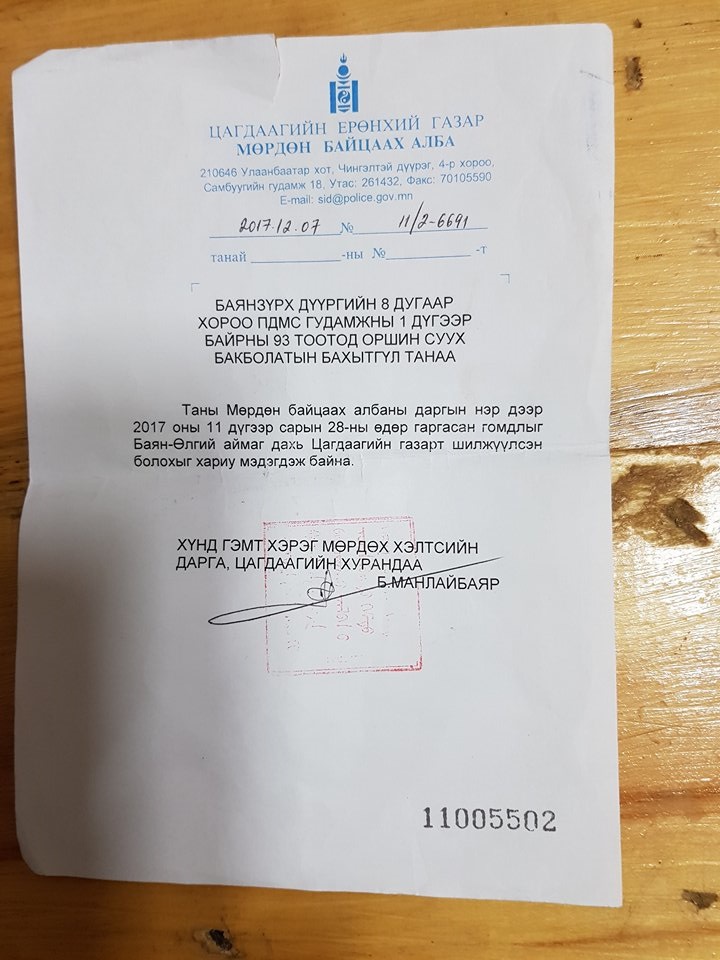 ЦАГДААГИЙН ЕРӨНХИЙ ГАЗАР
МӨРДӨН БАЙЦААХ АЛБА
210646 Улаанбаатар хот, Чингэлтэй дүүрэг, 4-р хороо,
Самбуугийн гудамж 18, Утас: 261432, Факс: 70105590
E-mail: sid@police.gov.mn
2017.12.07 № 11/2-6691
танай ____________ -ны №____________ -т
БАЯНЗҮРХ ДҮҮРГИЙН 8 ДУГААР
ХОРОО ПДМС ГУДАМЖНЫ 1 ДҮГЭЭР
БАЙРНЫ 93 ТООТОД ОРШИН СУУХ
БАКБОЛАТЫН БАХЫТГҮЛ ТАНАА
Таны Мөрдөн байцаах албаны даргын нэр дээр
2017 оны 11 дүгээр сарын 28-ны өдөр гаргасан гомдлыг
Баян-Өлгий аймаг дахь Цагдаагийн газарт шилжүүлсэн
болохыг хариу мэдэгдэж байна.
ХҮНД ГЭМТ ХЭРЭГ МӨРДӨХ ХЭЛТСИЙН
ДАРГА, ЦАГДААГИЙН ХУРАНДАА
Б.МАНЛАЙБАЯР
11005502